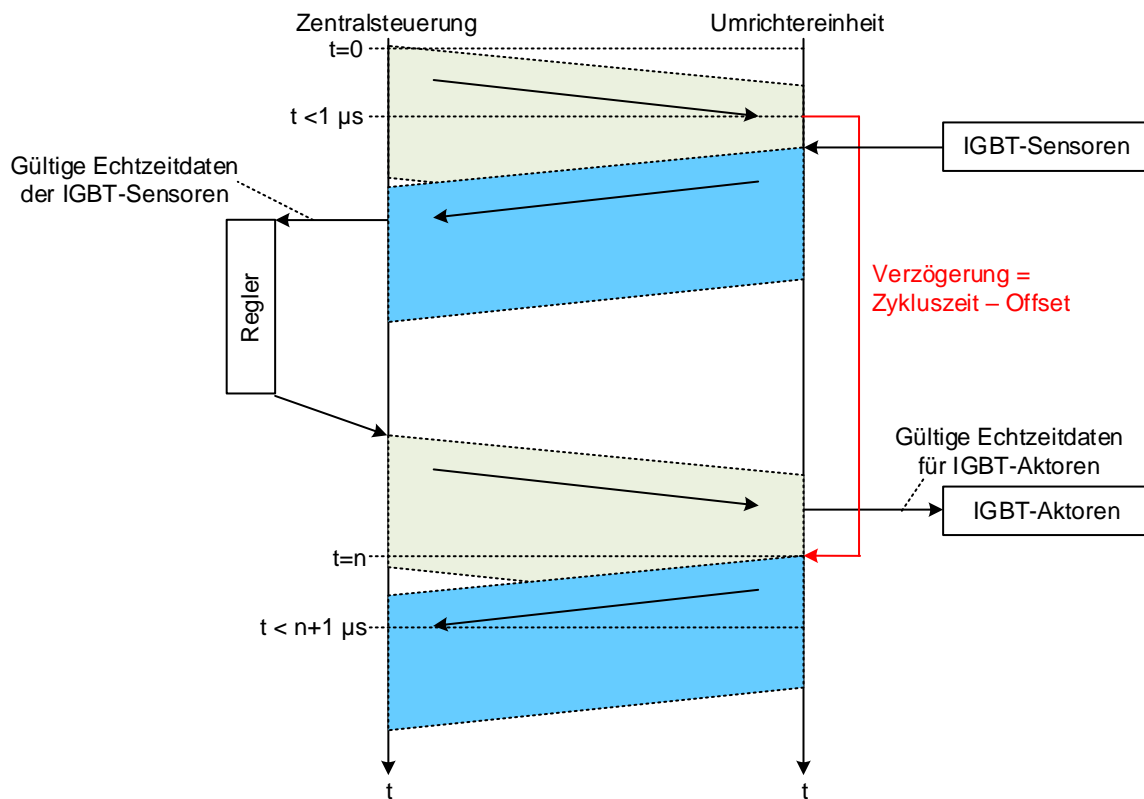 Zentralsteuerung
Umrichtereinheit
t=0
t <1 µs
IGBT-Sensoren
Gültige Echtzeitdaten
der IGBT-Sensoren
Regler
Verzögerung =
Zykluszeit – Offset
Gültige Echtzeitdaten
für IGBT-Aktoren
IGBT-Aktoren
t=n
t < n+1 µs
t
t